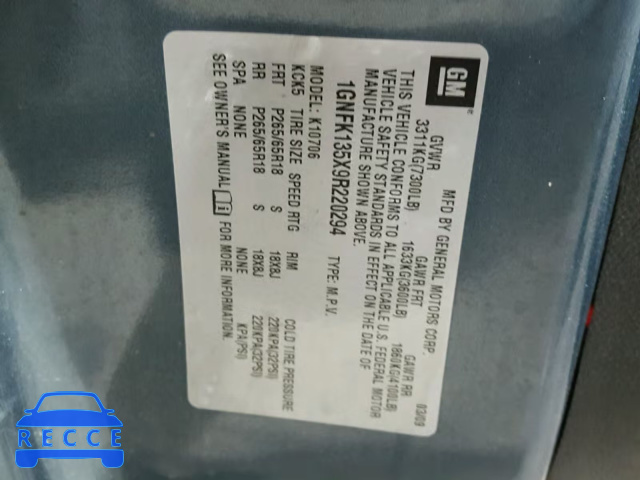 GM
MFD BY GENERAL MOTORS CORP. 03/09
GVWR GAWR FRT GAWR RR
3311KG(7300LB) 1633KG(3600LB) 1860KG(4100LB)
THIS VEHICLE CONFORMS TO ALL APPLICABLE U.S. FEDERAL MOTOR
VEHICLE SAFETY STANDARDS IN EFFECT ON THE DATE OF
MANUFACTURE SHOWN ABOVE.
1GNFK135X9R220294 TYPE: M.P.V.
MODEL: K10706
KCK5 TIRE SIZE SPEED RTG RIM COLD TIRE PRESSURE
FRT P265/65R18 S 18X8J 220KPA(32PSI)
RR P265/65R18 S 18X8J 220KPA(32PSI)
SPA NONE NONE KPA(PSI)
SEE OWNER'S MANUAL FOR MORE INFORMATION.
RECCE